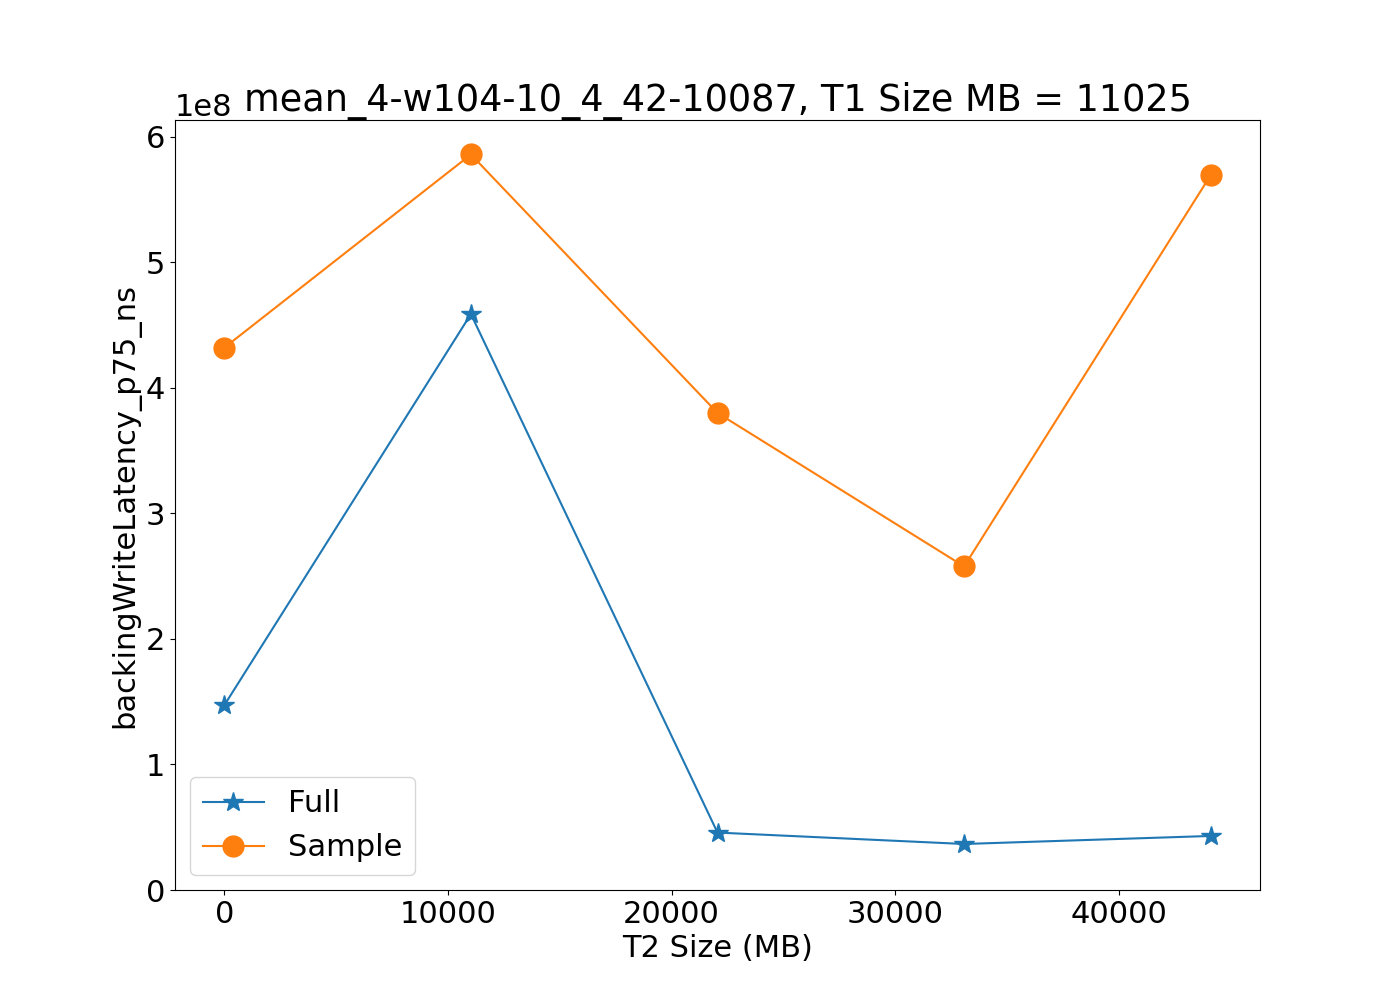 1e8
mean_4-w104-10_4_42-10087, T1 Size MB = 11025
6
5
4
3
2
1
0
backingWriteLatency_p75_ns
Full
Sample
0 10000 20000 30000 40000
T2 Size (MB)